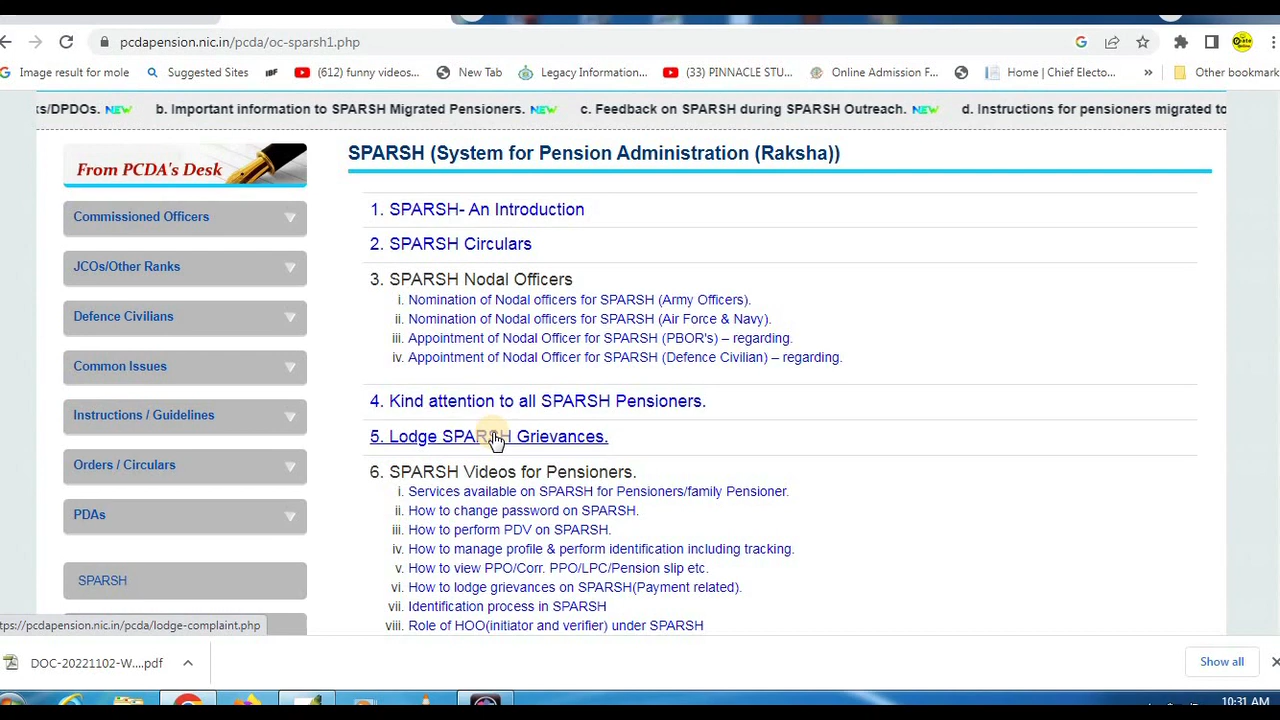 pcdapension.nic.in/pcda/oc-sparsh1.php
Image result for mole Suggested Sites (612) funny videos... New Tab Legacy Information... (33) PINNACLE STU... Online Admission F... Home | Chief Electo... » Other bookmark
ks/DPDOs. NEW b. Important information to SPARSH Migrated Pensioners. NEW c. Feedback on SPARSH during SPARSH Outreach. NEW d. Instructions for pensioners migrated to
From PCDA's Desk
Commissioned Officers
JCOs/Other Ranks
Defence Civilians
Common Issues
Instructions / Guidelines
Orders / Circulars
PDAs
SPARSH
SPARSH (System for Pension Administration (Raksha))
1. SPARSH- An Introduction
2. SPARSH Circulars
3. SPARSH Nodal Officers
i. Nomination of Nodal officers for SPARSH (Army Officers).
ii. Nomination of Nodal officers for SPARSH (Air Force & Navy).
iii. Appointment of Nodal Officer for SPARSH (PBOR's) – regarding.
iv. Appointment of Nodal Officer for SPARSH (Defence Civilian) – regarding.
4. Kind attention to all SPARSH Pensioners.
5. Lodge SPARSH Grievances.
6. SPARSH Videos for Pensioners.
i. Services available on SPARSH for Pensioners/family Pensioner.
ii. How to change password on SPARSH.
iii. How to perform PDV on SPARSH.
iv. How to manage profile & perform identification including tracking.
v. How to view PPO/Corr. PPO/LPC/Pension slip etc.
vi. How to lodge grievances on SPARSH(Payment related).
vii. Identification process in SPARSH
viii. Role of HOO(initiator and verifier) under SPARSH
tps://pcdapension.nic.in/pcda/lodge-complaint.php
DOC-20221102-W....pdf
Show all
10:31 AM